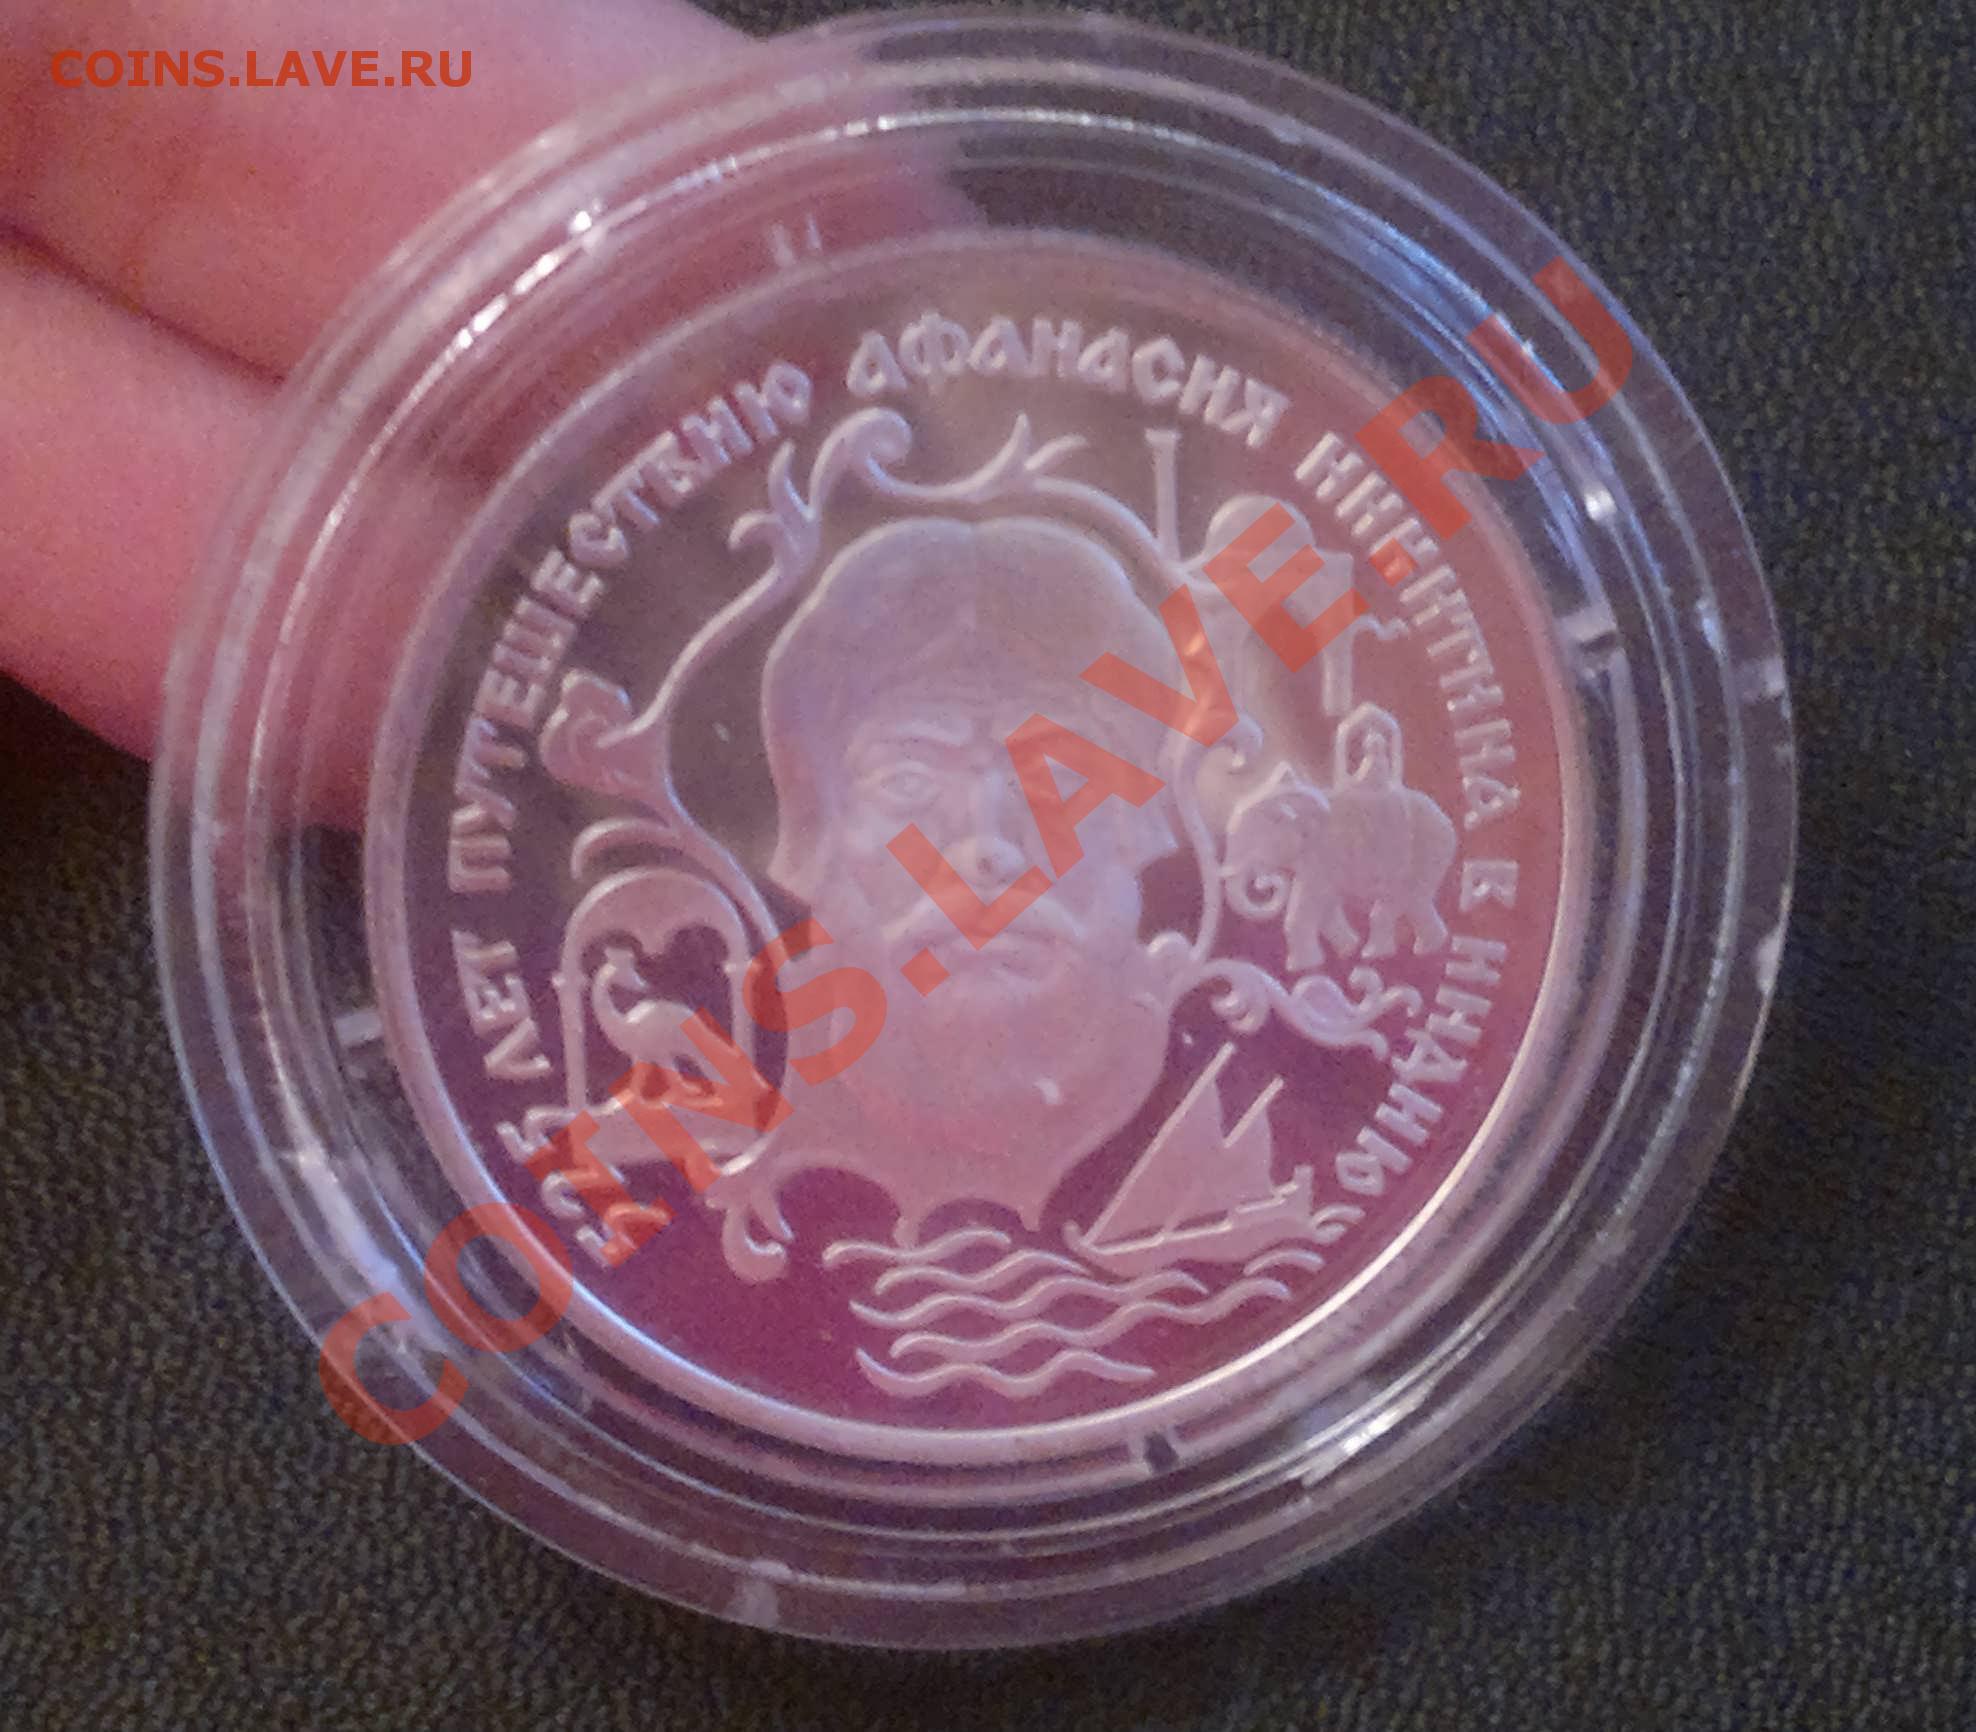 COINS.LAVE.RU
525 ЛЕТ ПУТЕШЕСТВИЮ АФАНАСИЯ НИКИТИНА В ИНДИЮ
COINS.LAVE.RU